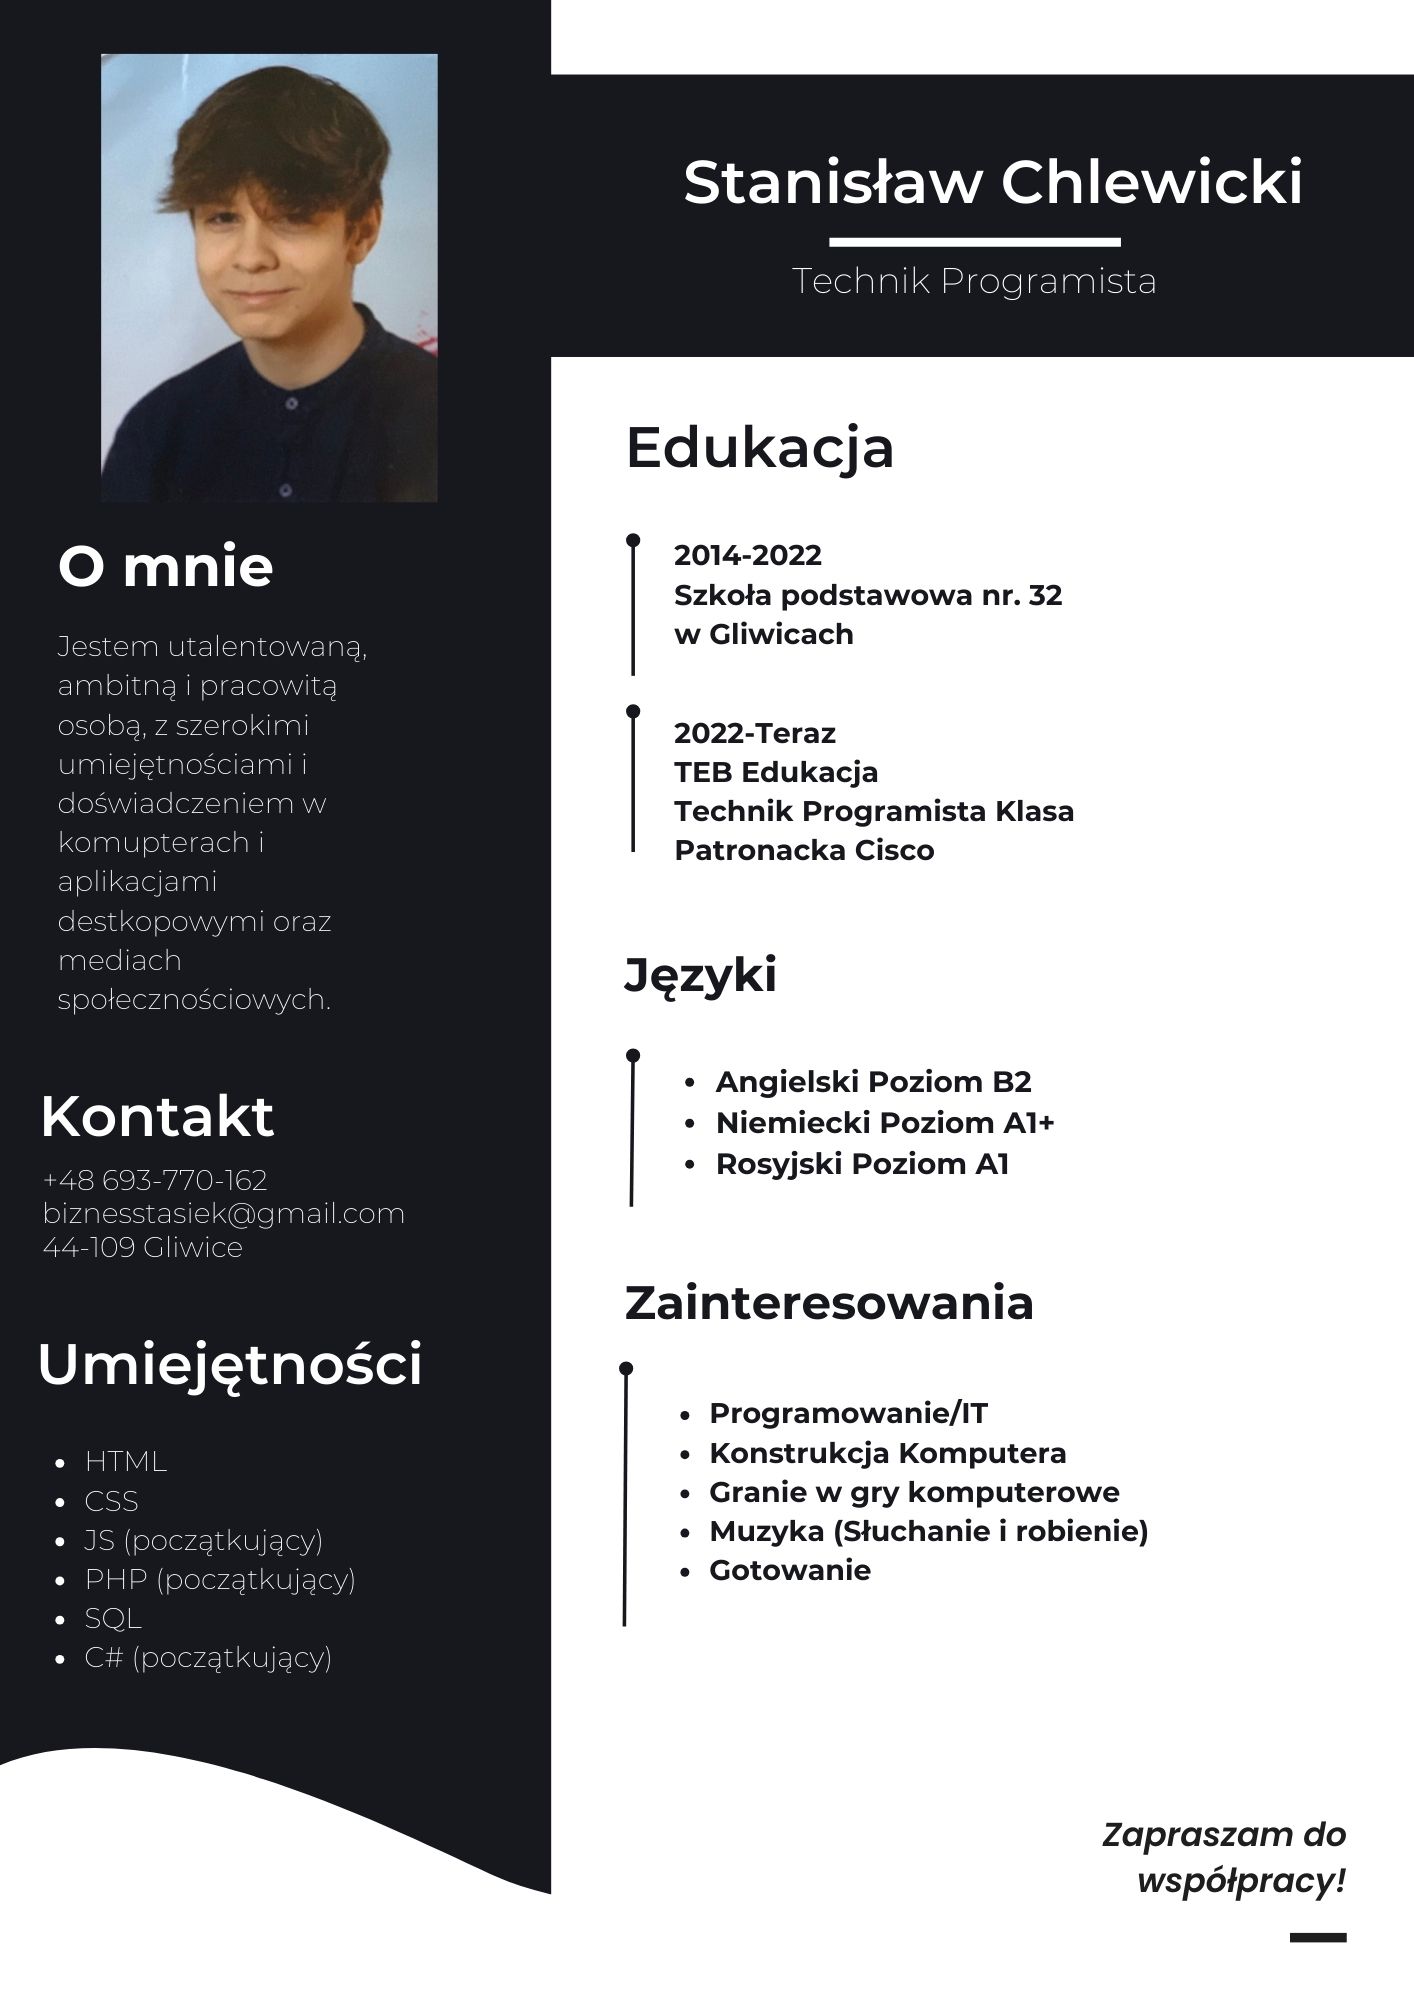 Stanisław Chlewicki
Technik Programista
O mnie
Jestem utalentowaną,
ambitną i pracowitą
osobą, z szerokimi
umiejętnościami i
doświadczeniem w
komupterach i
aplikacjami
destkopowymi oraz
mediach
społecznościowych.
Kontakt
+48 693-770-162
biznesstasiek@gmail.com
44-109 Gliwice
Umiejętności
• HTML
• CSS
• JS (początkujący)
• PHP (początkujący)
• SQL
• C# (początkujący)
Edukacja
2014-2022
Szkoła podstawowa nr. 32
w Gliwicach
2022-Teraz
TEB Edukacja
Technik Programista Klasa
Patronacka Cisco
Języki
• Angielski Poziom B2
• Niemiecki Poziom A1+
• Rosyjski Poziom A1
Zainteresowania
• Programowanie/IT
• Konstrukcja Komputera
• Granie w gry komputerowe
• Muzyka (Słuchanie i robienie)
• Gotowanie
Zapraszam do
współpracy!